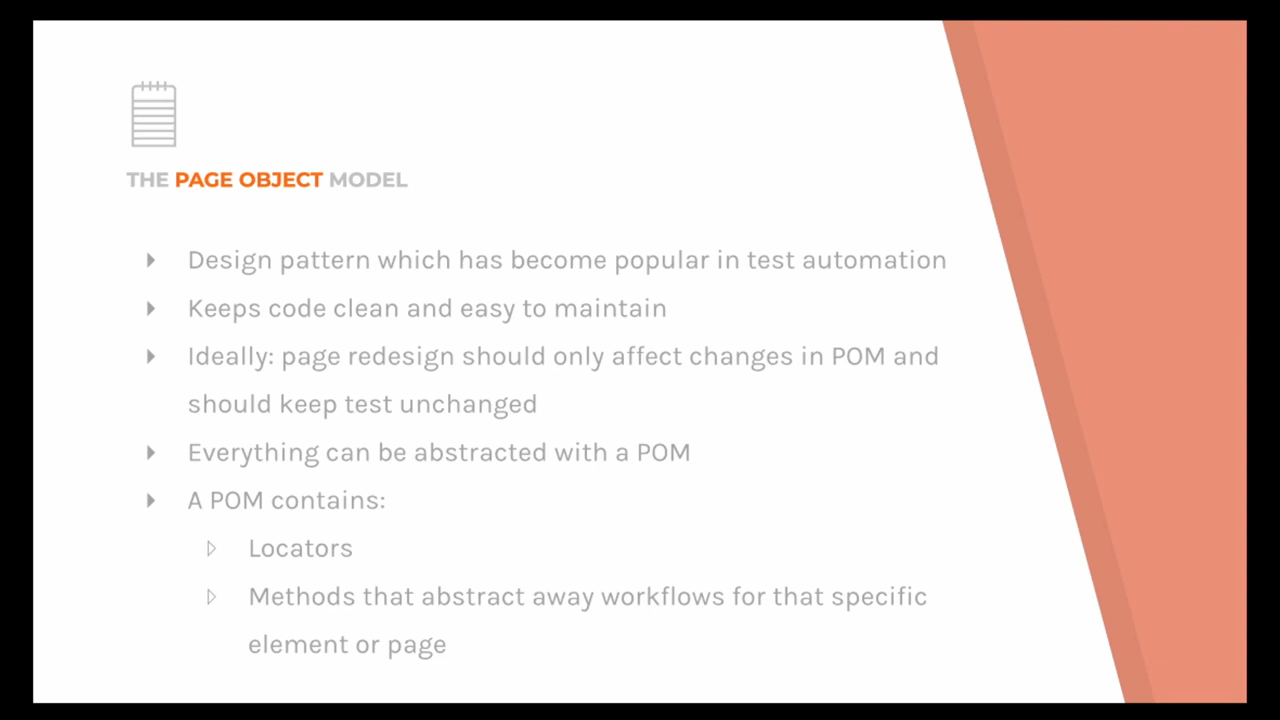 THE PAGE OBJECT MODEL
Design pattern which has become popular in test automation
Keeps code clean and easy to maintain
Ideally: page redesign should only affect changes in POM and
should keep test unchanged
Everything can be abstracted with a POM
A POM contains:
Locators
Methods that abstract away workflows for that specific
element or page